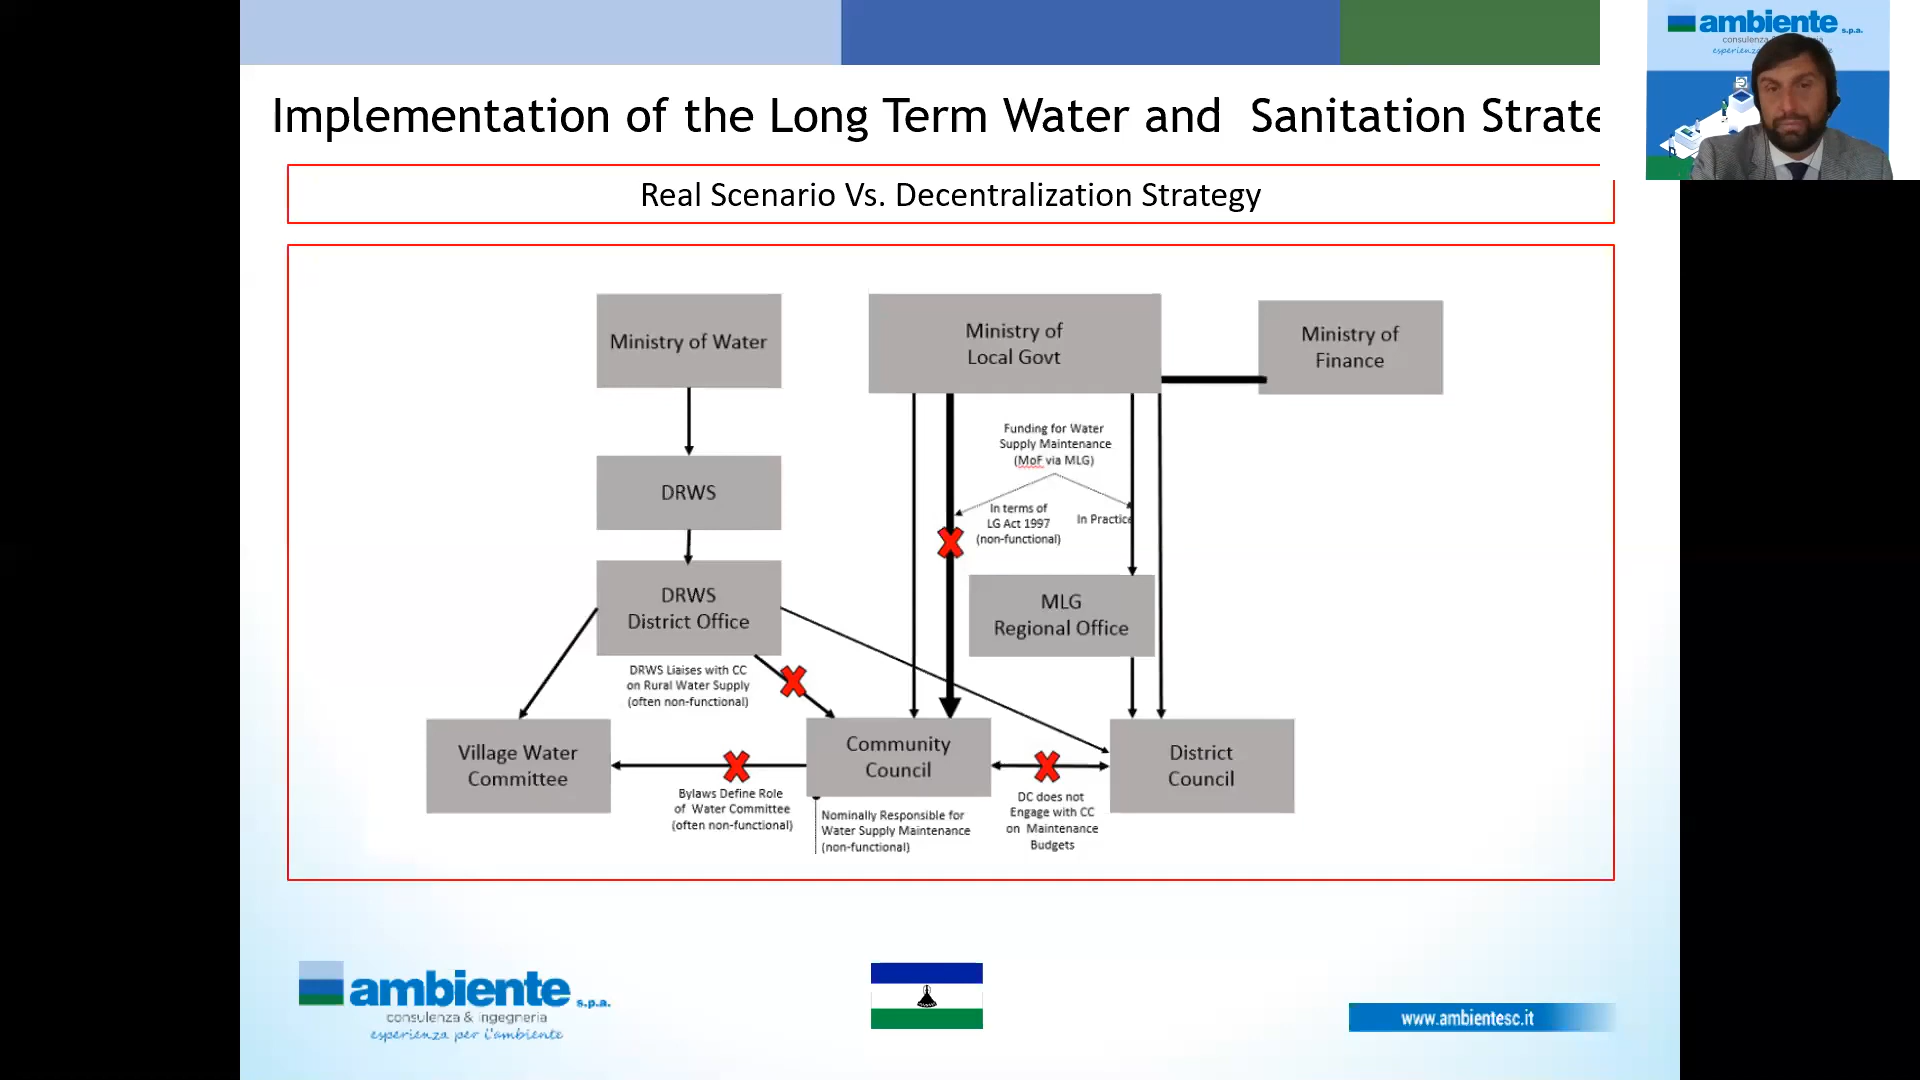 Implementation of the Long Term Water and  Sanitation Strate
Real Scenario Vs. Decentralization Strategy
Ministry of Water
Ministry of
Local Govt
Ministry of
Finance
Funding for Water
Supply Maintenance
(MoF via MLG)
DRWS
In terms of
LG Act 1997
(non-functional)
In Practice
DRWS
District Office
MLG
Regional Office
DRWS Liaises with CC
on Rural Water Supply
(often non-functional)
Village Water
Committee
Community
Council
District
Council
Bylaws Define Role
of  Water Committee
(often non-functional)
Nominally Responsible for
Water Supply Maintenance
(non-functional)
DC does not
Engage with CC
on  Maintenance
Budgets
ambiente s.p.a.
consulenza & ingegneria
esperienza per l'ambiente
www.ambientesc.it
ambiente s.p.a.
consulenza
esperienza